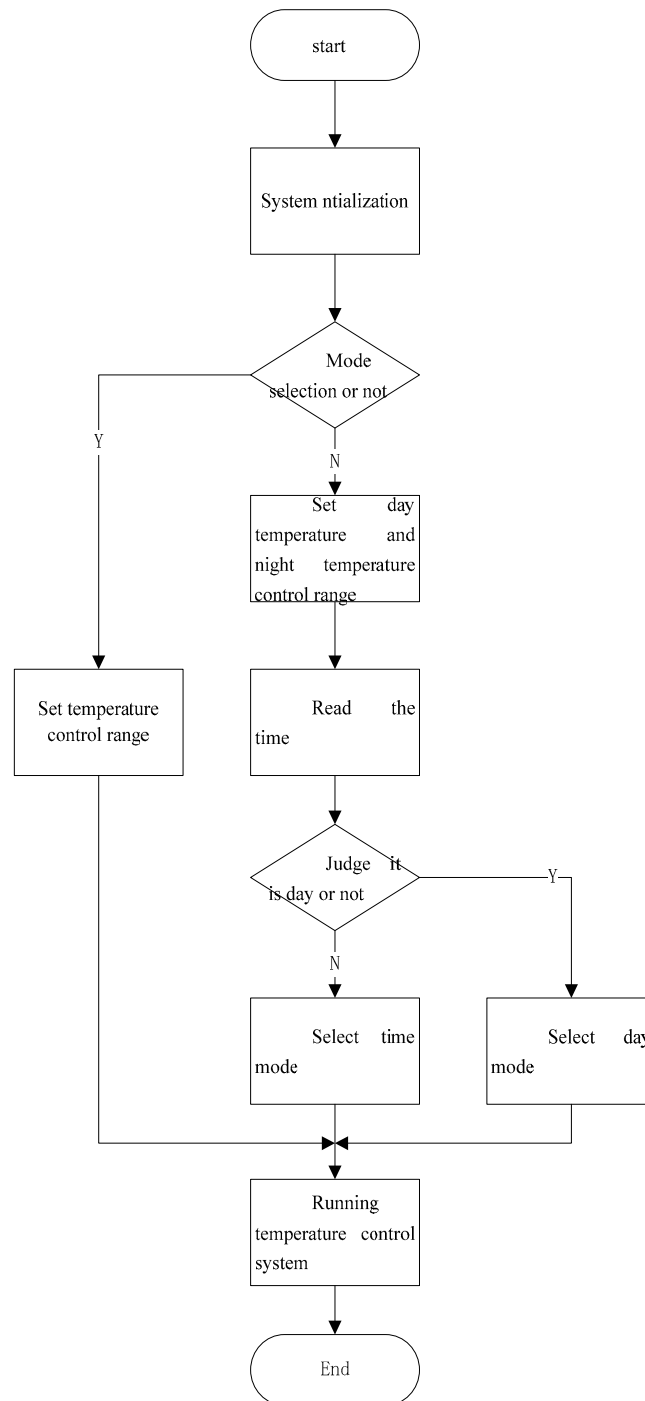 start
System ntialization
Mode
selection or not
Y
N
Set day
temperature and
night temperature
control range
Set temperature
control range
Read the
time
Judge it
is day or not
Y
N
Select time
mode
Select day
mode
Running
temperature control
system
End